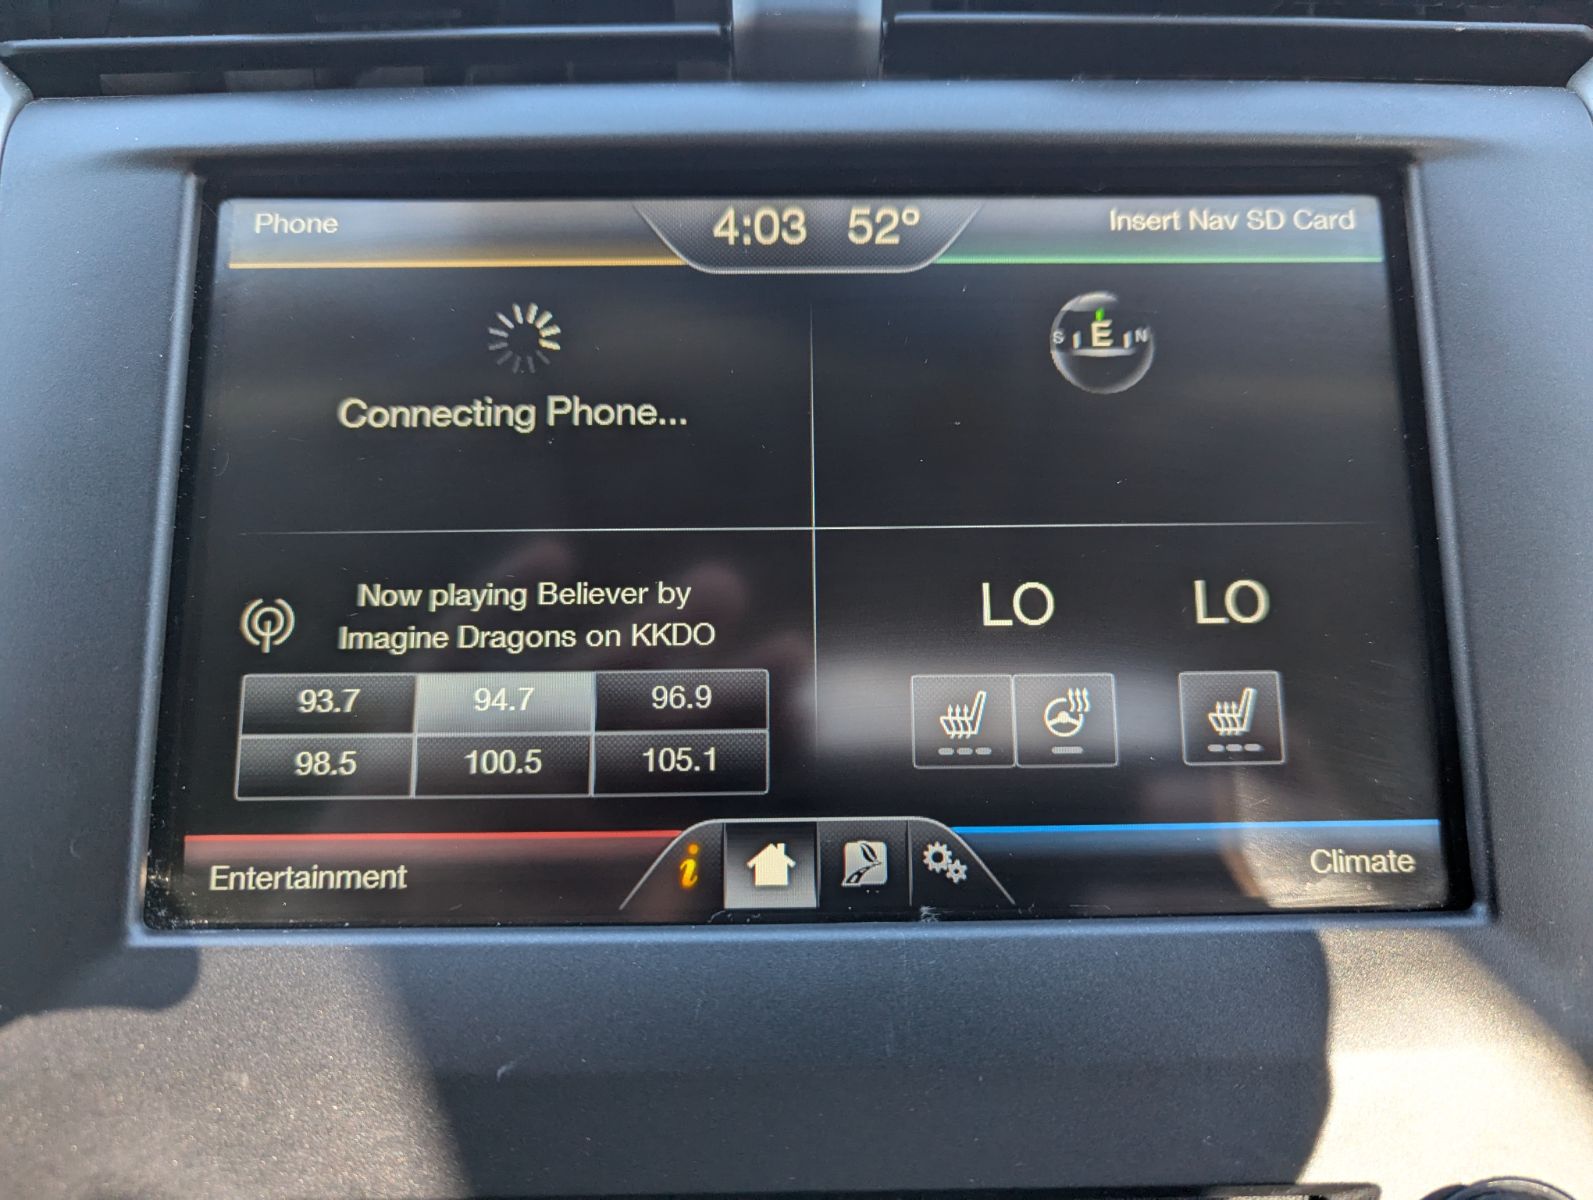 Phone
4:03 52°
Insert Nav SD Card
Connecting Phone...
S E N
Now playing Believer by
Imagine Dragons on KKDO
93.7 94.7 96.9
98.5 100.5 105.1
LO LO
Entertainment
i
Climate